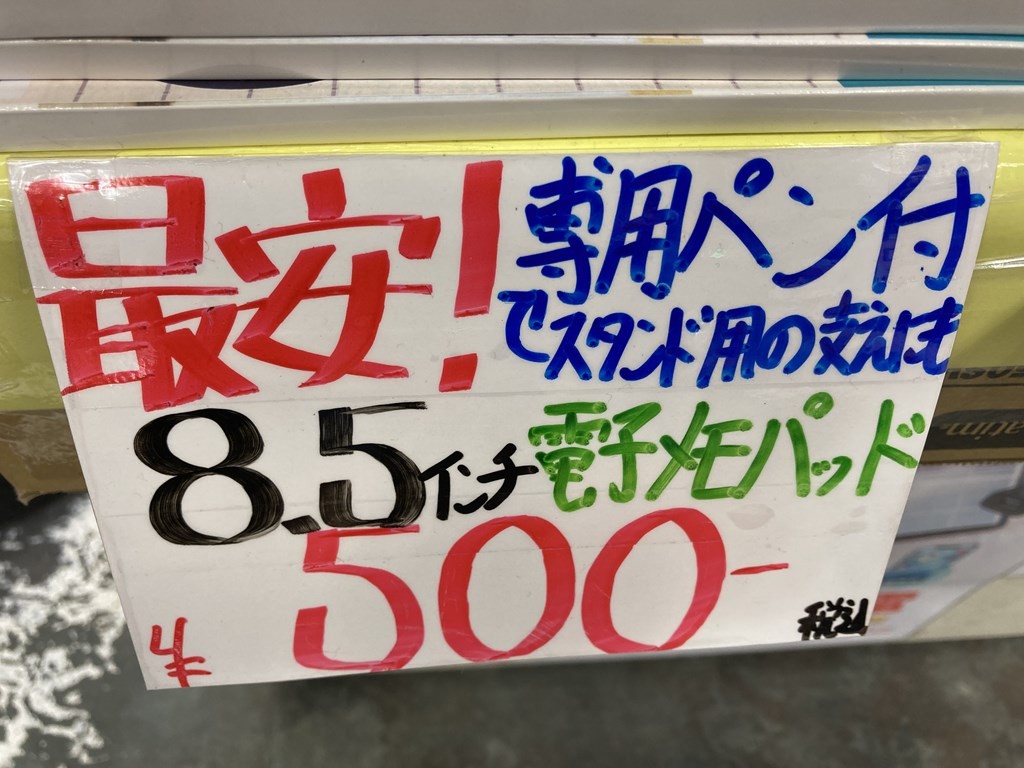 最安!
専用ペン付
でスタンド用の支えにも
8.5インチ
電子メモパッド
¥500-
税込